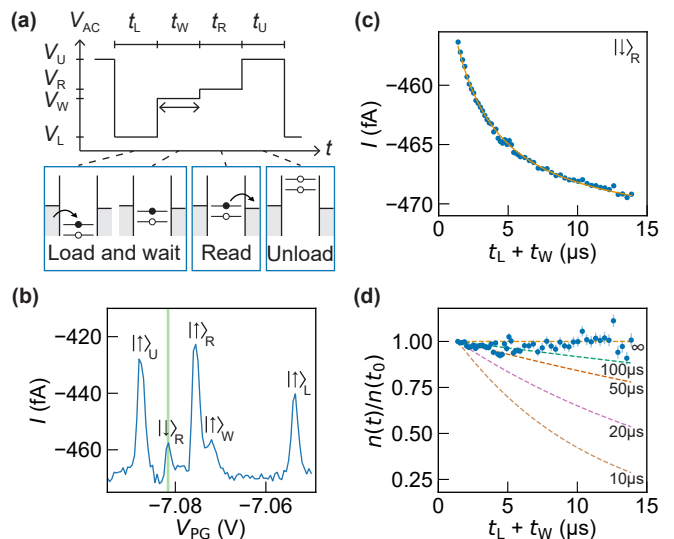 (a)
V_AC t_L t_W t_R t_U
V_U
V_R
V_W
V_L
t
Load and wait
Read
Unload
(b)
−420
−440
−460
I (fA)
|↑⟩_U
|↓⟩_R
|↑⟩_R
|↑⟩_W
|↑⟩_L
−7.08
−7.06
V_PG (V)
(c)
|↓⟩_R
−460
−465
−470
I (fA)
0 5 10 15
t_L + t_W (µs)
(d)
1.00
0.75
0.50
0.25
n(t)/n(t_0)
∞
100µs
50µs
20µs
10µs
0 5 10 15
t_L + t_W (µs)